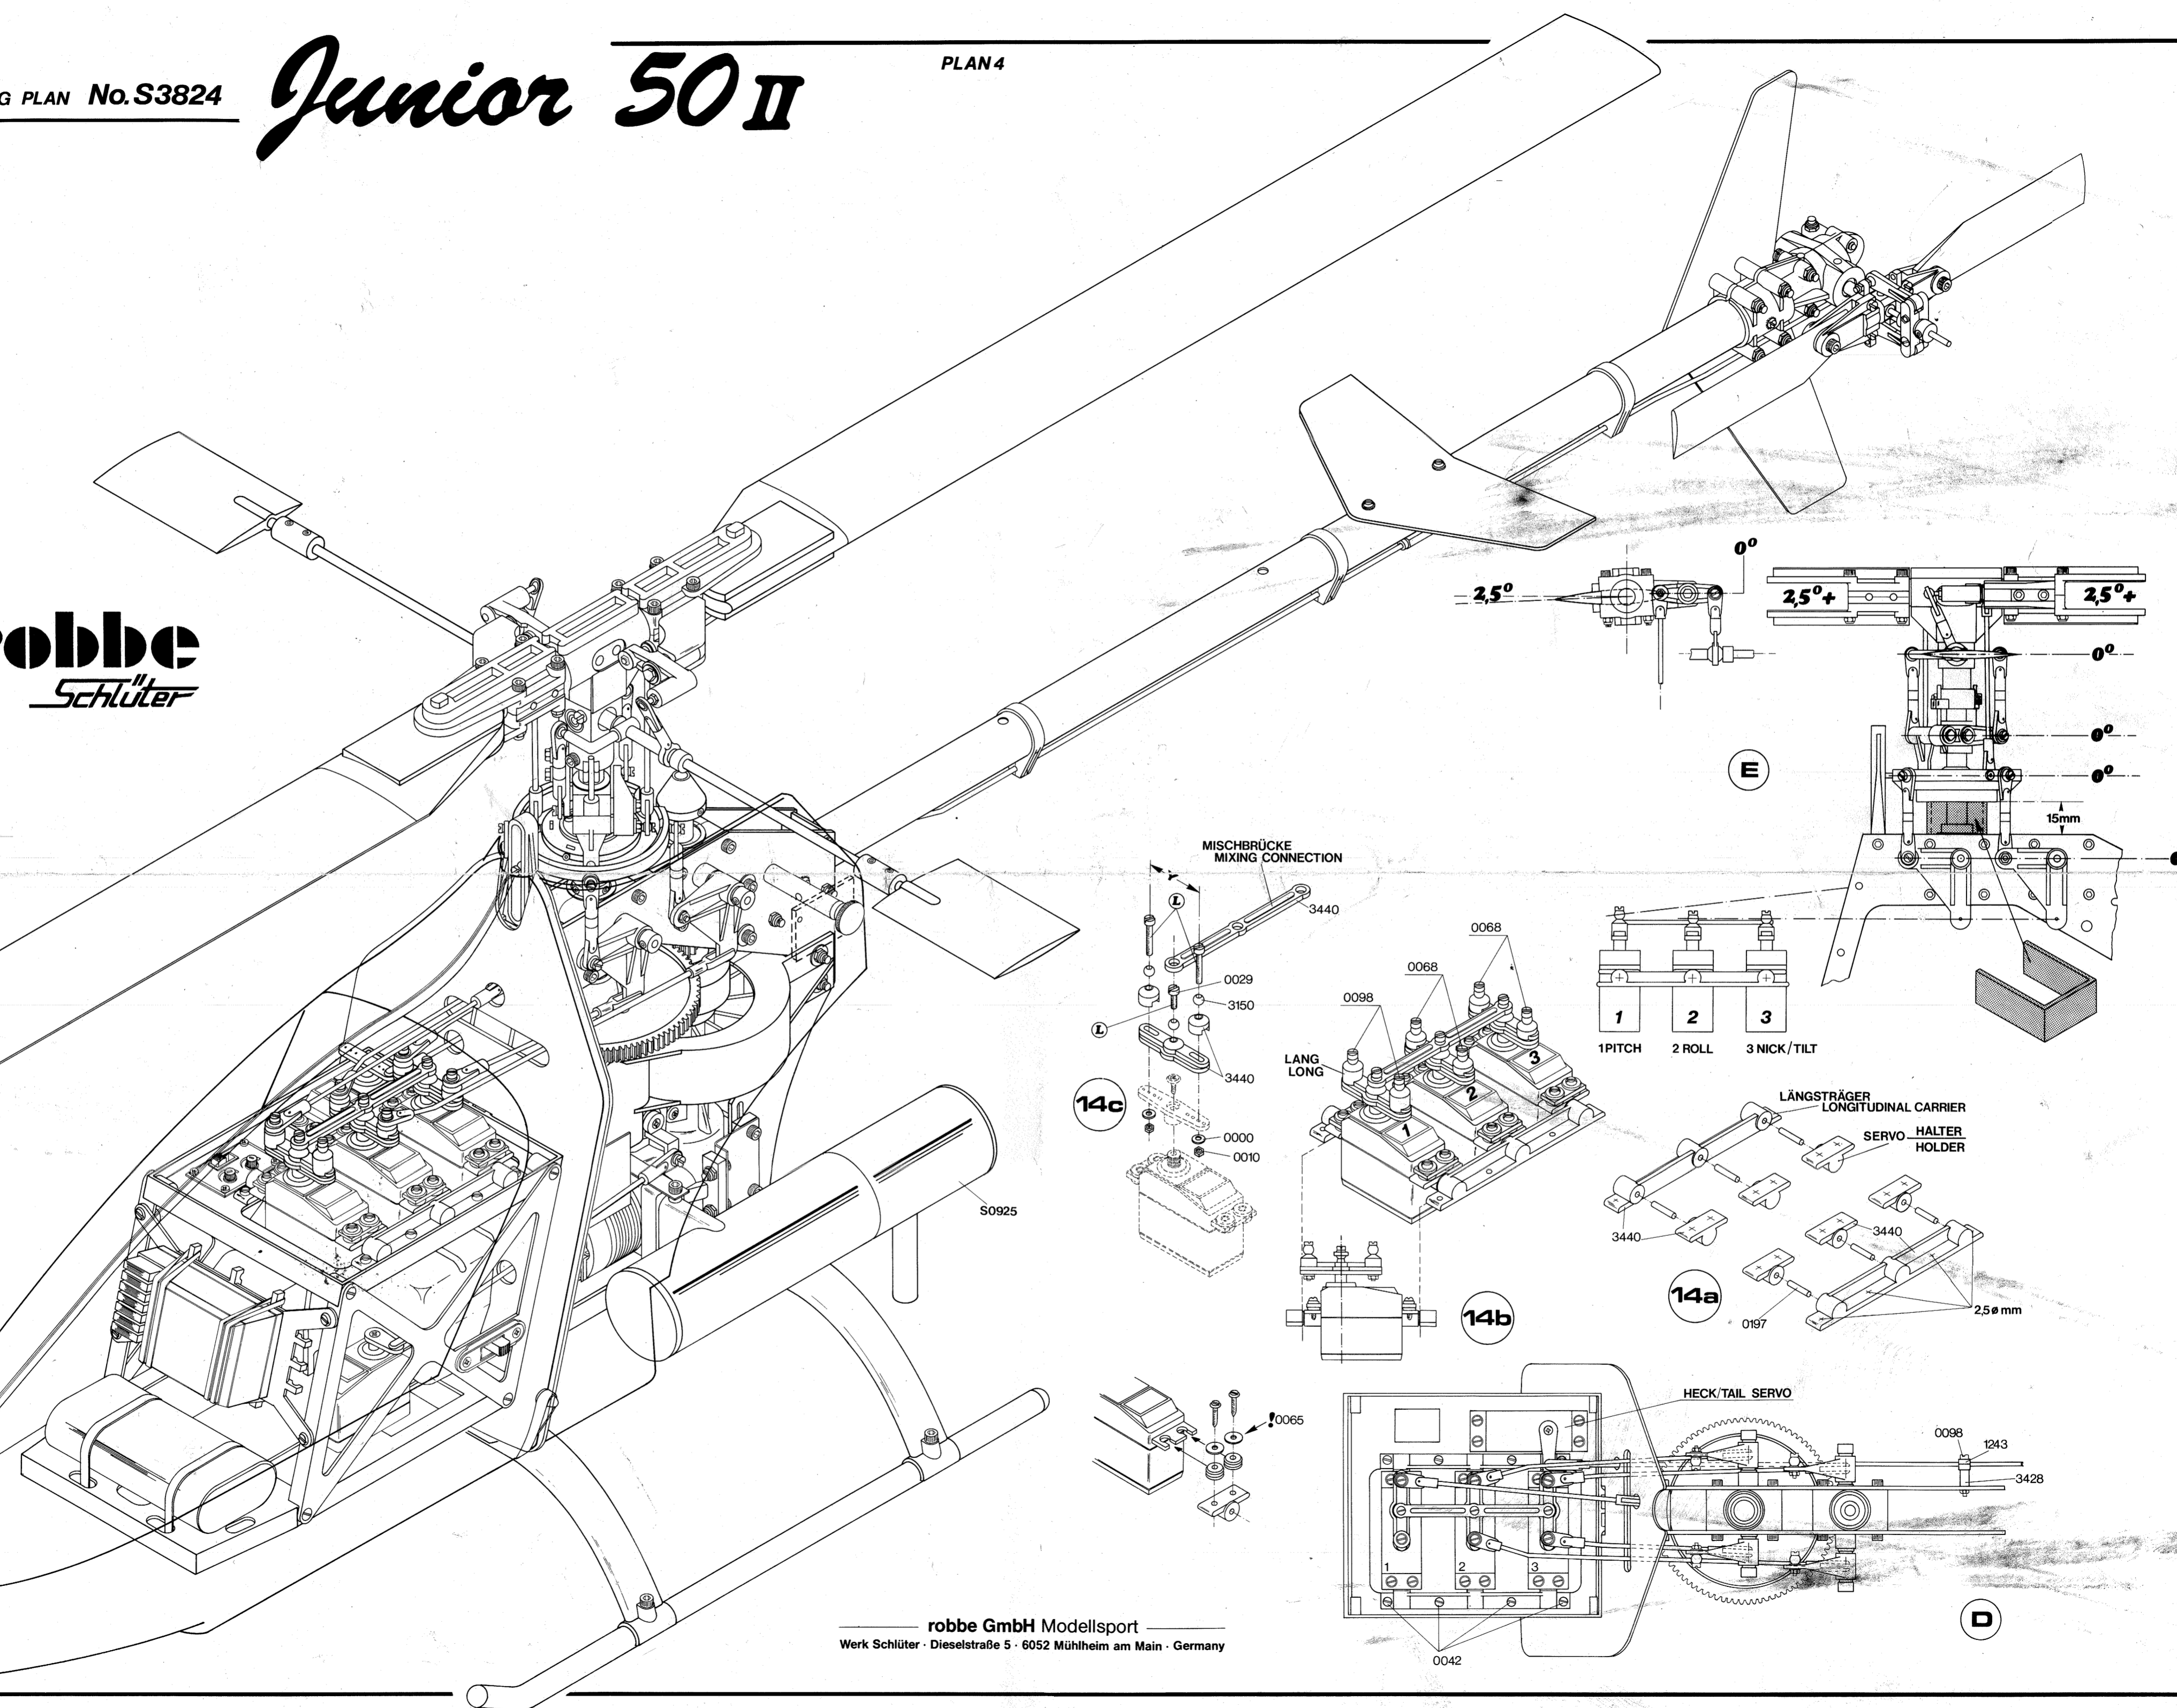 G PLAN No. S3824
Junior 50 II
PLAN 4
robbe
Schlüter
2,5°
0°
2,5°+
2,5°+
0°
0°
0°
E
15mm
1
2
3
1 PITCH
2 ROLL
3 NICK/TILT
MISCHBRÜCKE
MIXING CONNECTION
3440
L
0029
3150
L
3440
14c
0000
0010
0068
0068
0098
LANG
LONG
1
2
3
14b
LÄNGSTRÄGER
LONGITUDINAL CARRIER
SERVO HALTER
HOLDER
3440
3440
14a
0197
2,5 ø mm
S0925
!0065
HECK/TAIL SERVO
0098
1243
3428
1
2
3
0042
D
robbe GmbH Modellsport
Werk Schlüter · Dieselstraße 5 · 6052 Mühlheim am Main · Germany